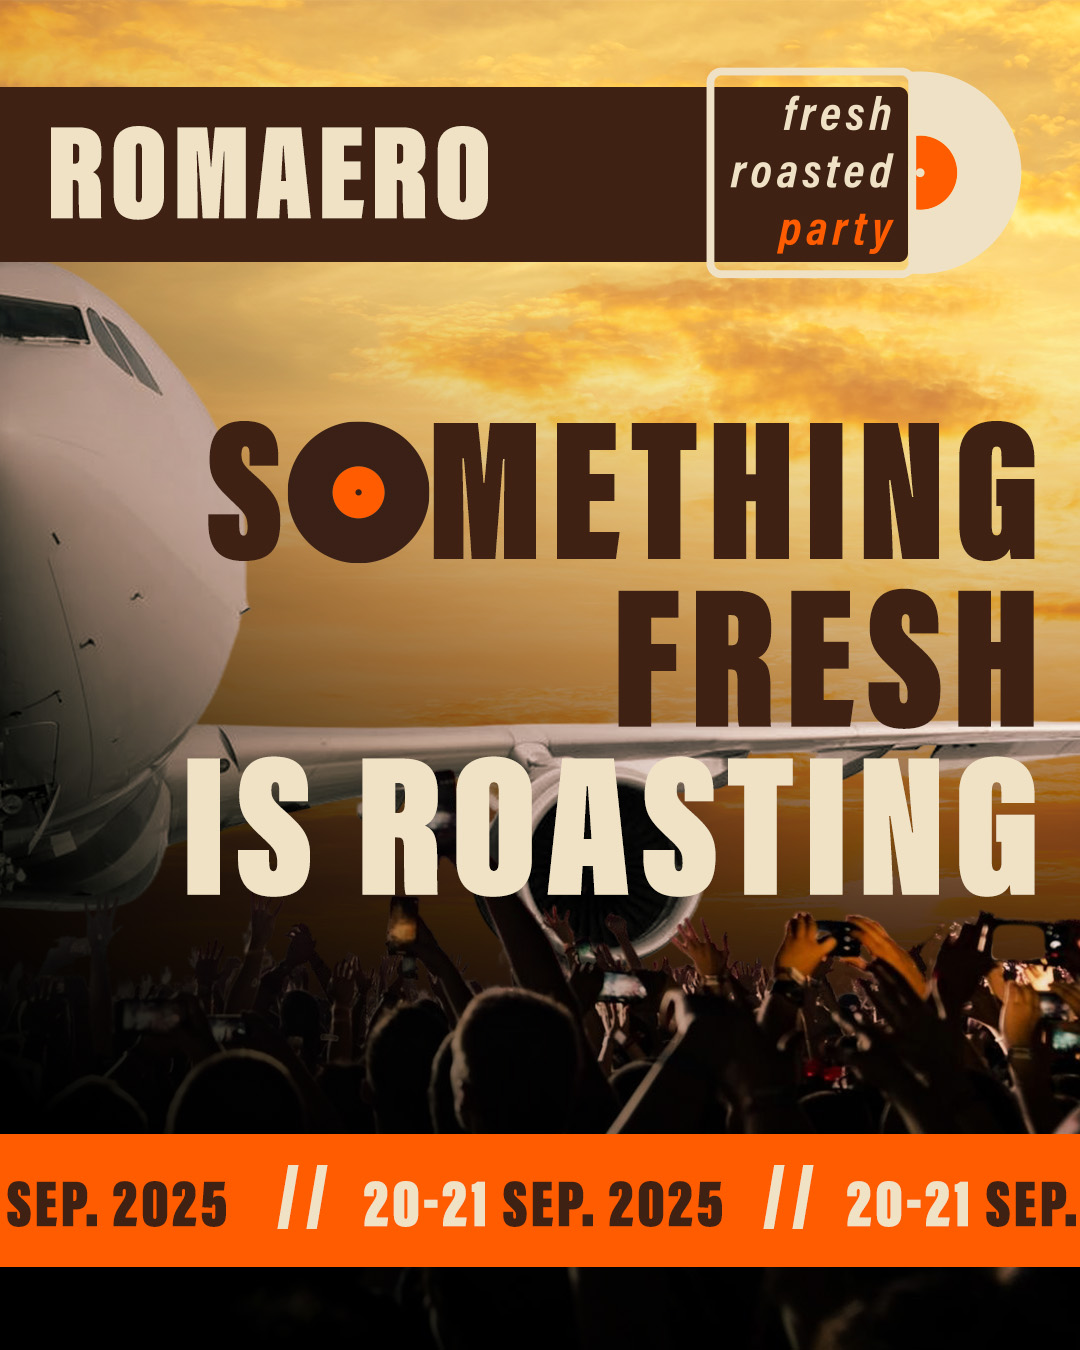 ROMAERO
fresh
roasted
party
SOMETHING
FRESH
IS ROASTING
SEP. 2025 // 20-21 SEP. 2025 // 20-21 SEP.